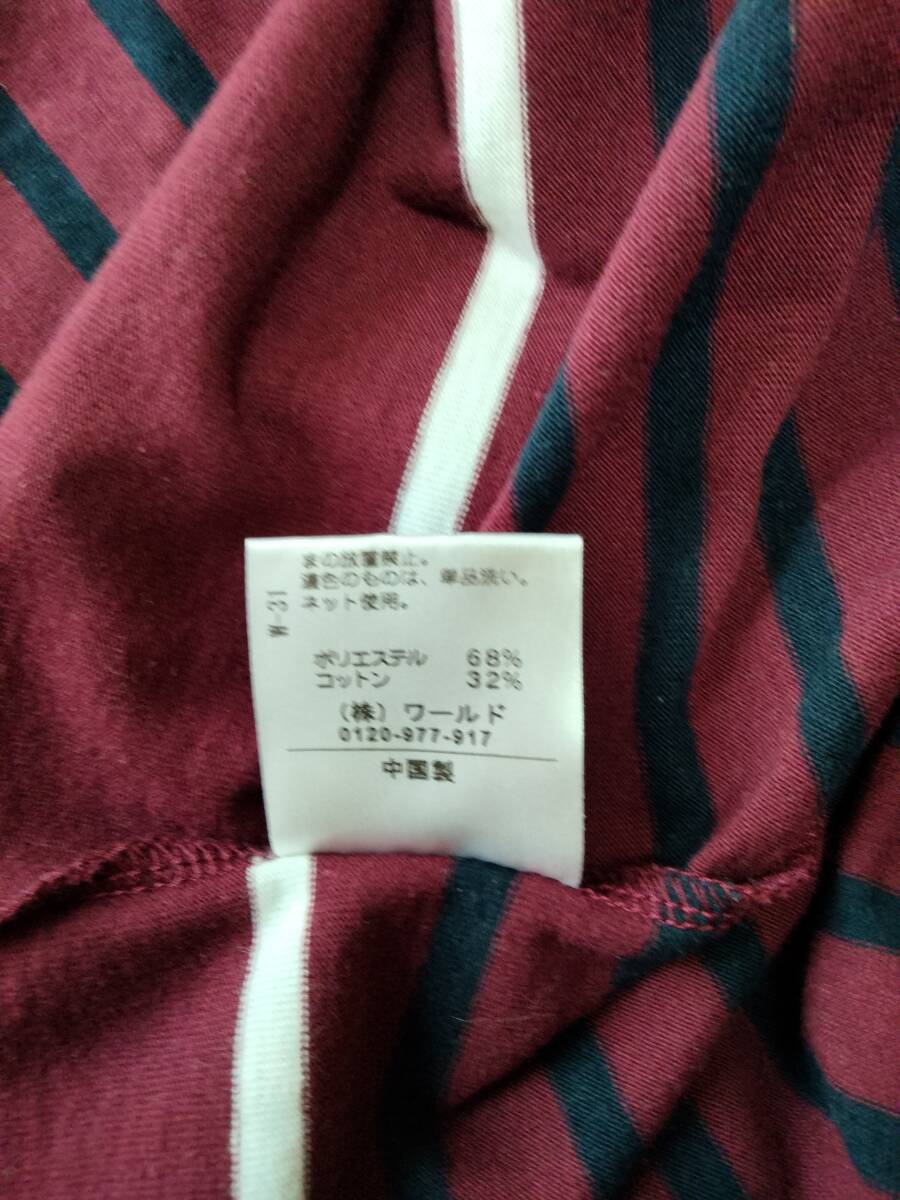 まの放置禁止。
濃色のものは、単品洗い。
ネット使用。
W-31
ポリエステル 68%
コットン 32%
(株)ワールド
0120-977-917
中国製